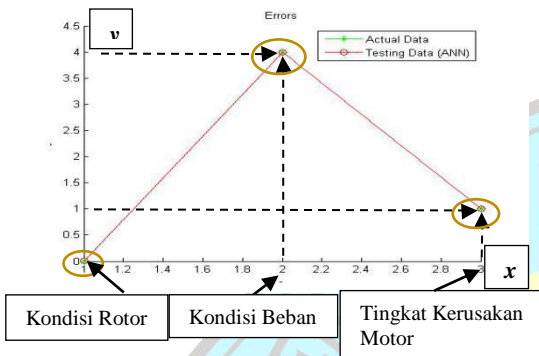 Errors
4.5
4
3.5
3
2.5
2
1.5
1
0.5
0
v
Actual Data
Testing Data (ANN)
1 1.2 1.4 1.6 1.8 2 2.2 2.4 2.6 2.8 3
x
Kondisi Rotor
Kondisi Beban
Tingkat Kerusakan
Motor